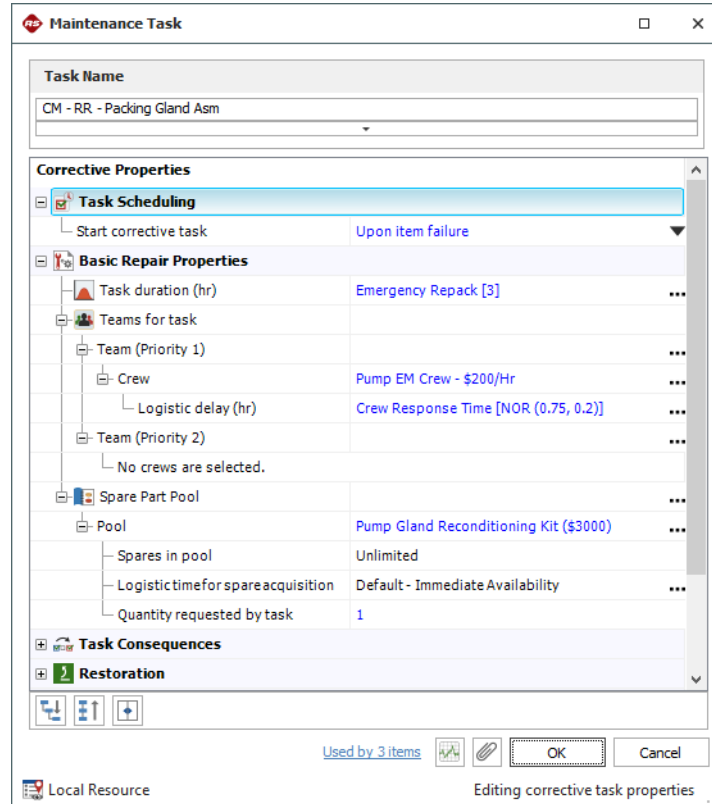 RS Maintenance Task
Task Name
CM - RR - Packing Gland Asm
Corrective Properties
Task Scheduling
Start corrective task Upon item failure
Basic Repair Properties
Task duration (hr) Emergency Repack [3]
Teams for task
Team (Priority 1)
Crew Pump EM Crew - $200/Hr
Logistic delay (hr) Crew Response Time [NOR (0.75, 0.2)]
Team (Priority 2)
No crews are selected.
Spare Part Pool
Pool Pump Gland Reconditioning Kit ($3000)
Spares in pool Unlimited
Logistic time for spare acquisition Default - Immediate Availability
Quantity requested by task 1
Task Consequences
Restoration
Used by 3 items OK Cancel
Local Resource Editing corrective task properties